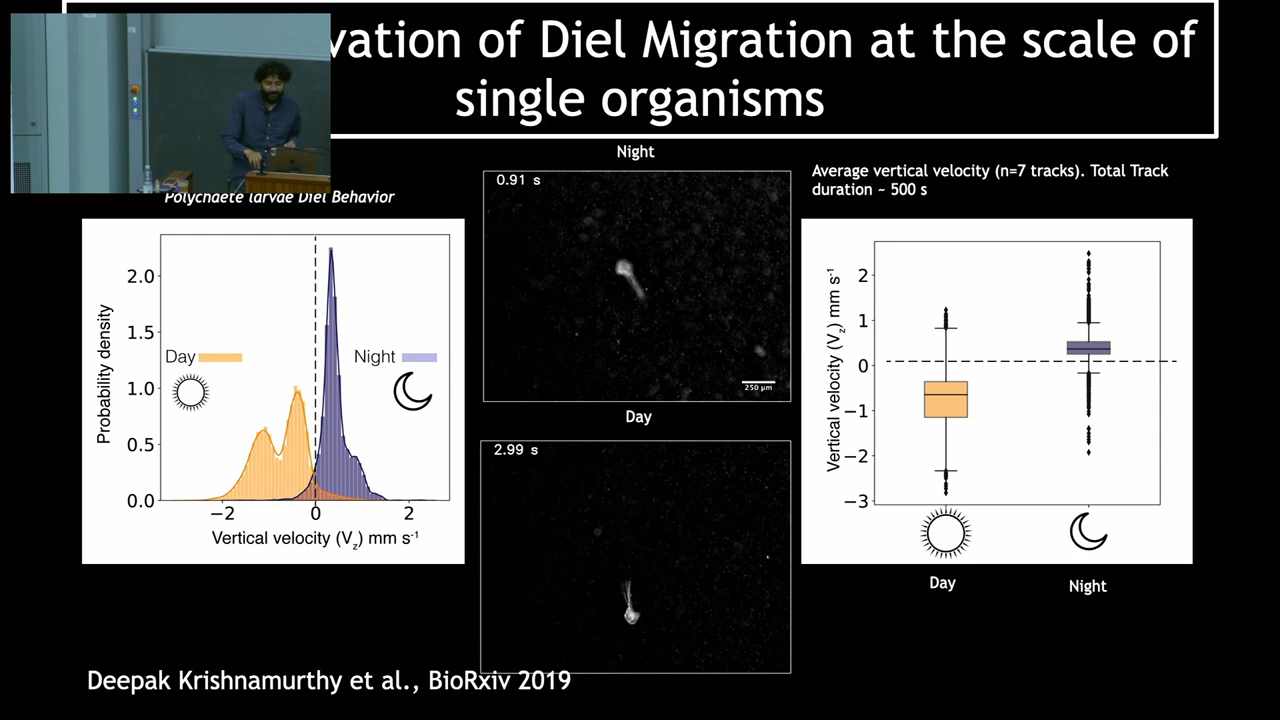 vation of Diel Migration at the scale of
single organisms
Night
Polychaete larvae Diel Behavior
0.91 s
250 µm
Average vertical velocity (n=7 tracks). Total Track
duration ~ 500 s
Probability density
2.0
1.5
1.0
0.5
0.0
Day
Night
−2
0
2
Vertical velocity (Vz) mm s-1
Day
2.99 s
Vertical velocity (Vz) mm s-1
2
1
0
−1
−2
−3
Day
Night
Deepak Krishnamurthy et al., BioRxiv 2019